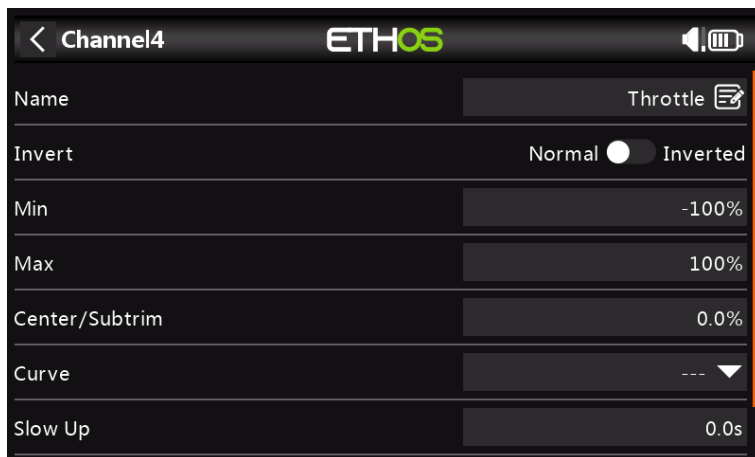 Channel4 ETHOS
Name Throttle
Invert Normal Inverted
Min -100%
Max 100%
Center/Subtrim 0.0%
Curve ---
Slow Up 0.0s